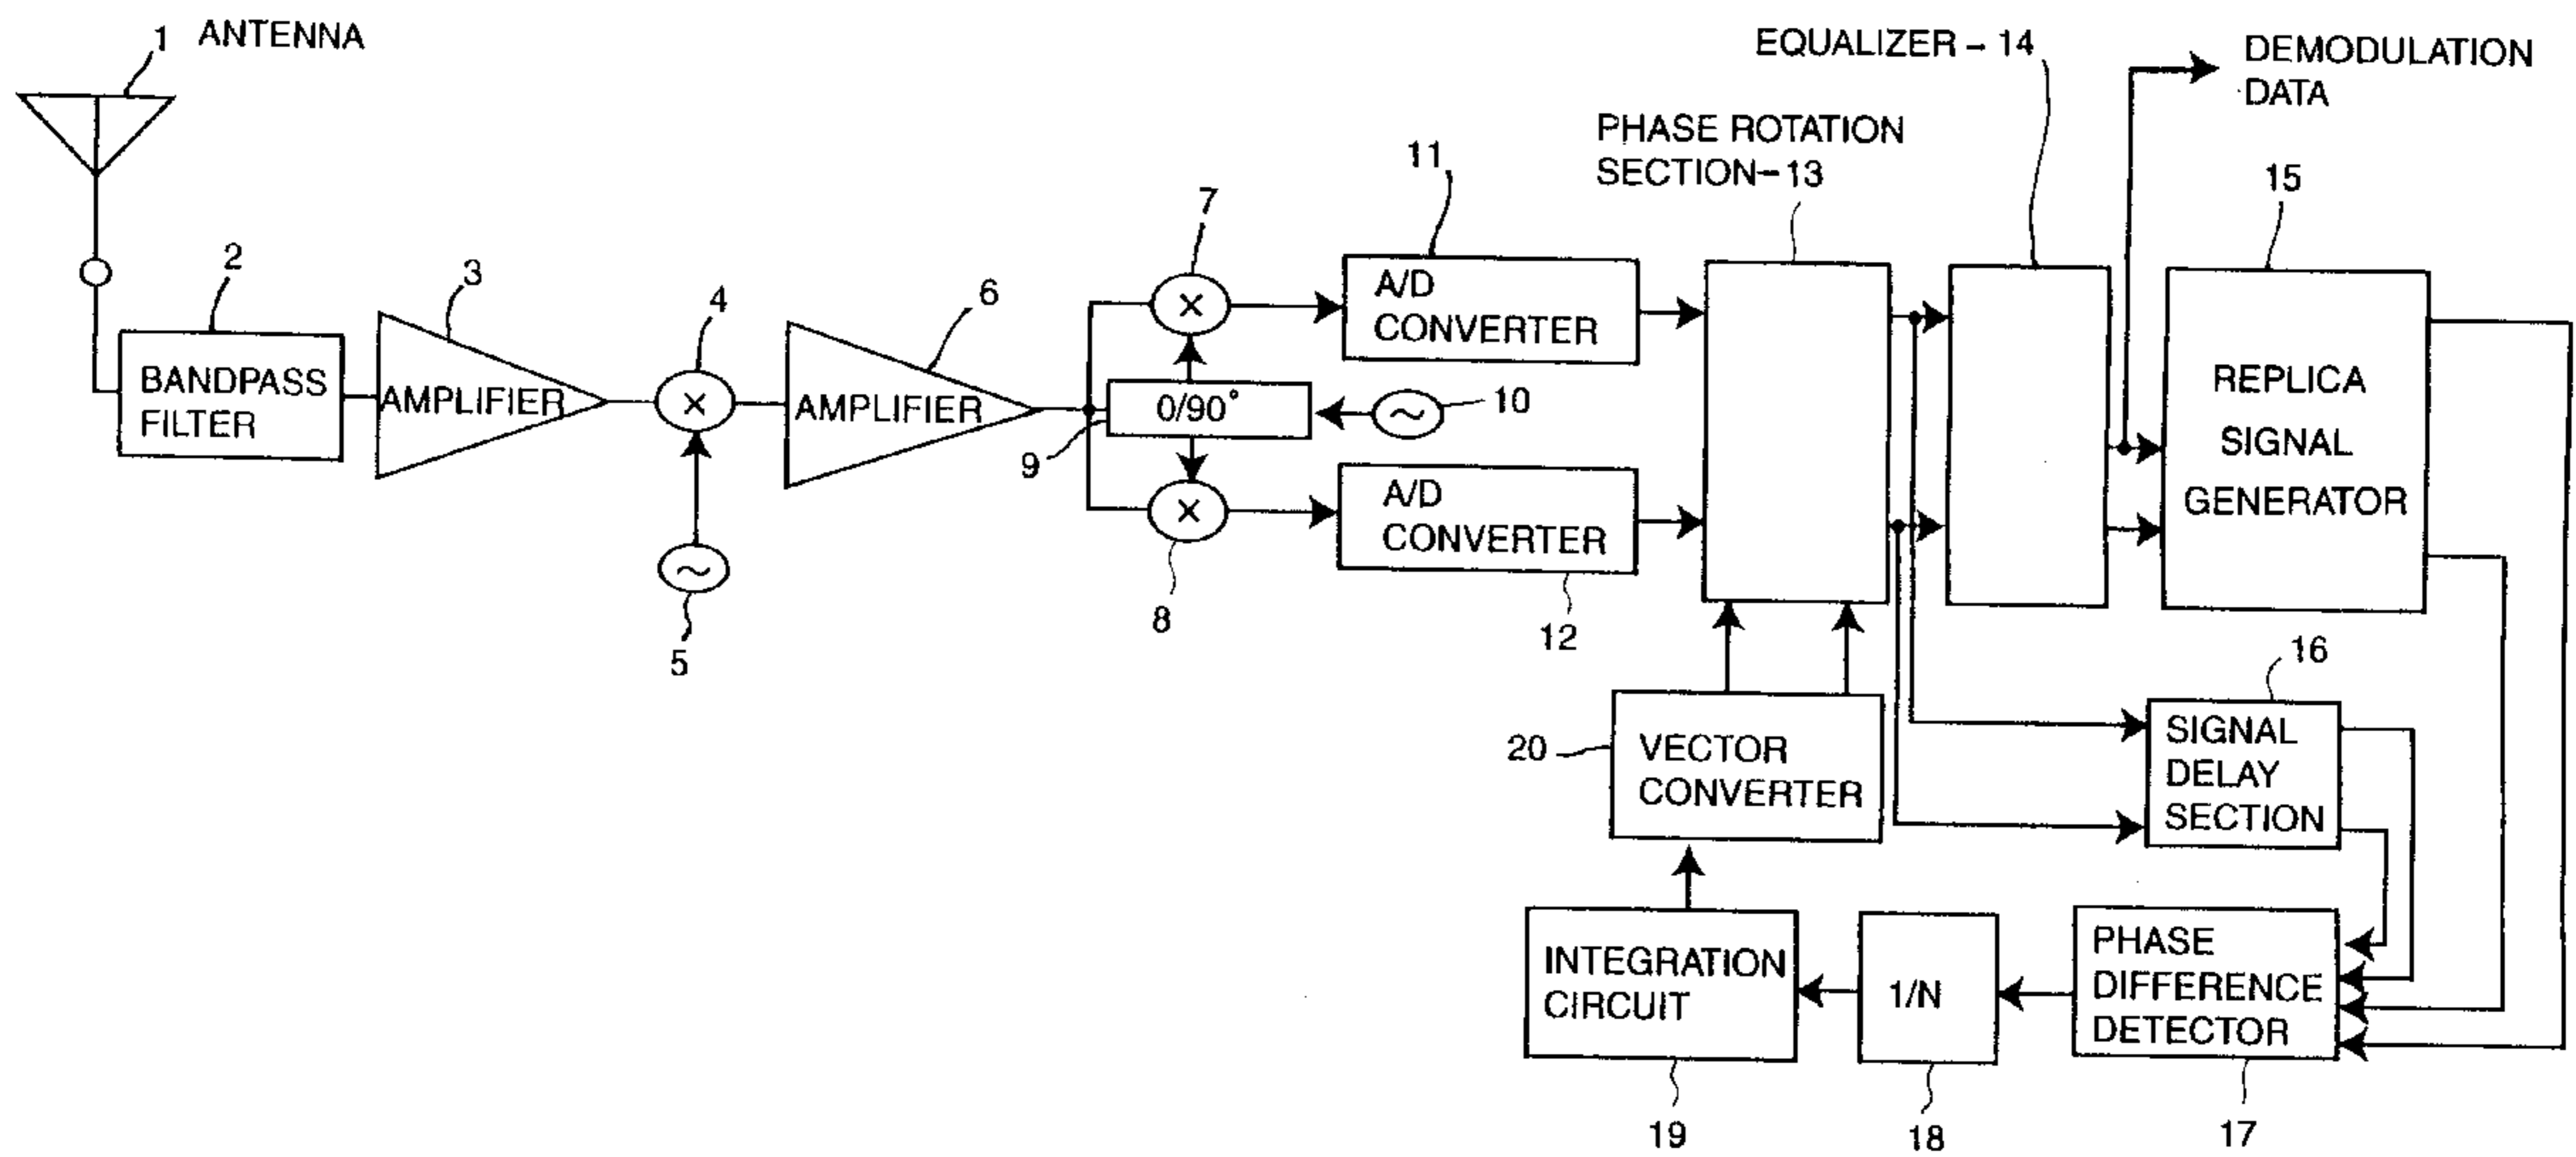 1 ANTENNA
2
BANDPASS
FILTER
3
AMPLIFIER
4
×
5
6
AMPLIFIER
7
×
0/90°
9
10
×
8
11
A/D
CONVERTER
A/D
CONVERTER
12
PHASE ROTATION
SECTION-13
EQUALIZER-14
DEMODULATION
DATA
15
REPLICA
SIGNAL
GENERATOR
16
SIGNAL
DELAY
SECTION
20
VECTOR
CONVERTER
INTEGRATION
CIRCUIT
19
1/N
18
PHASE
DIFFERENCE
DETECTOR
17